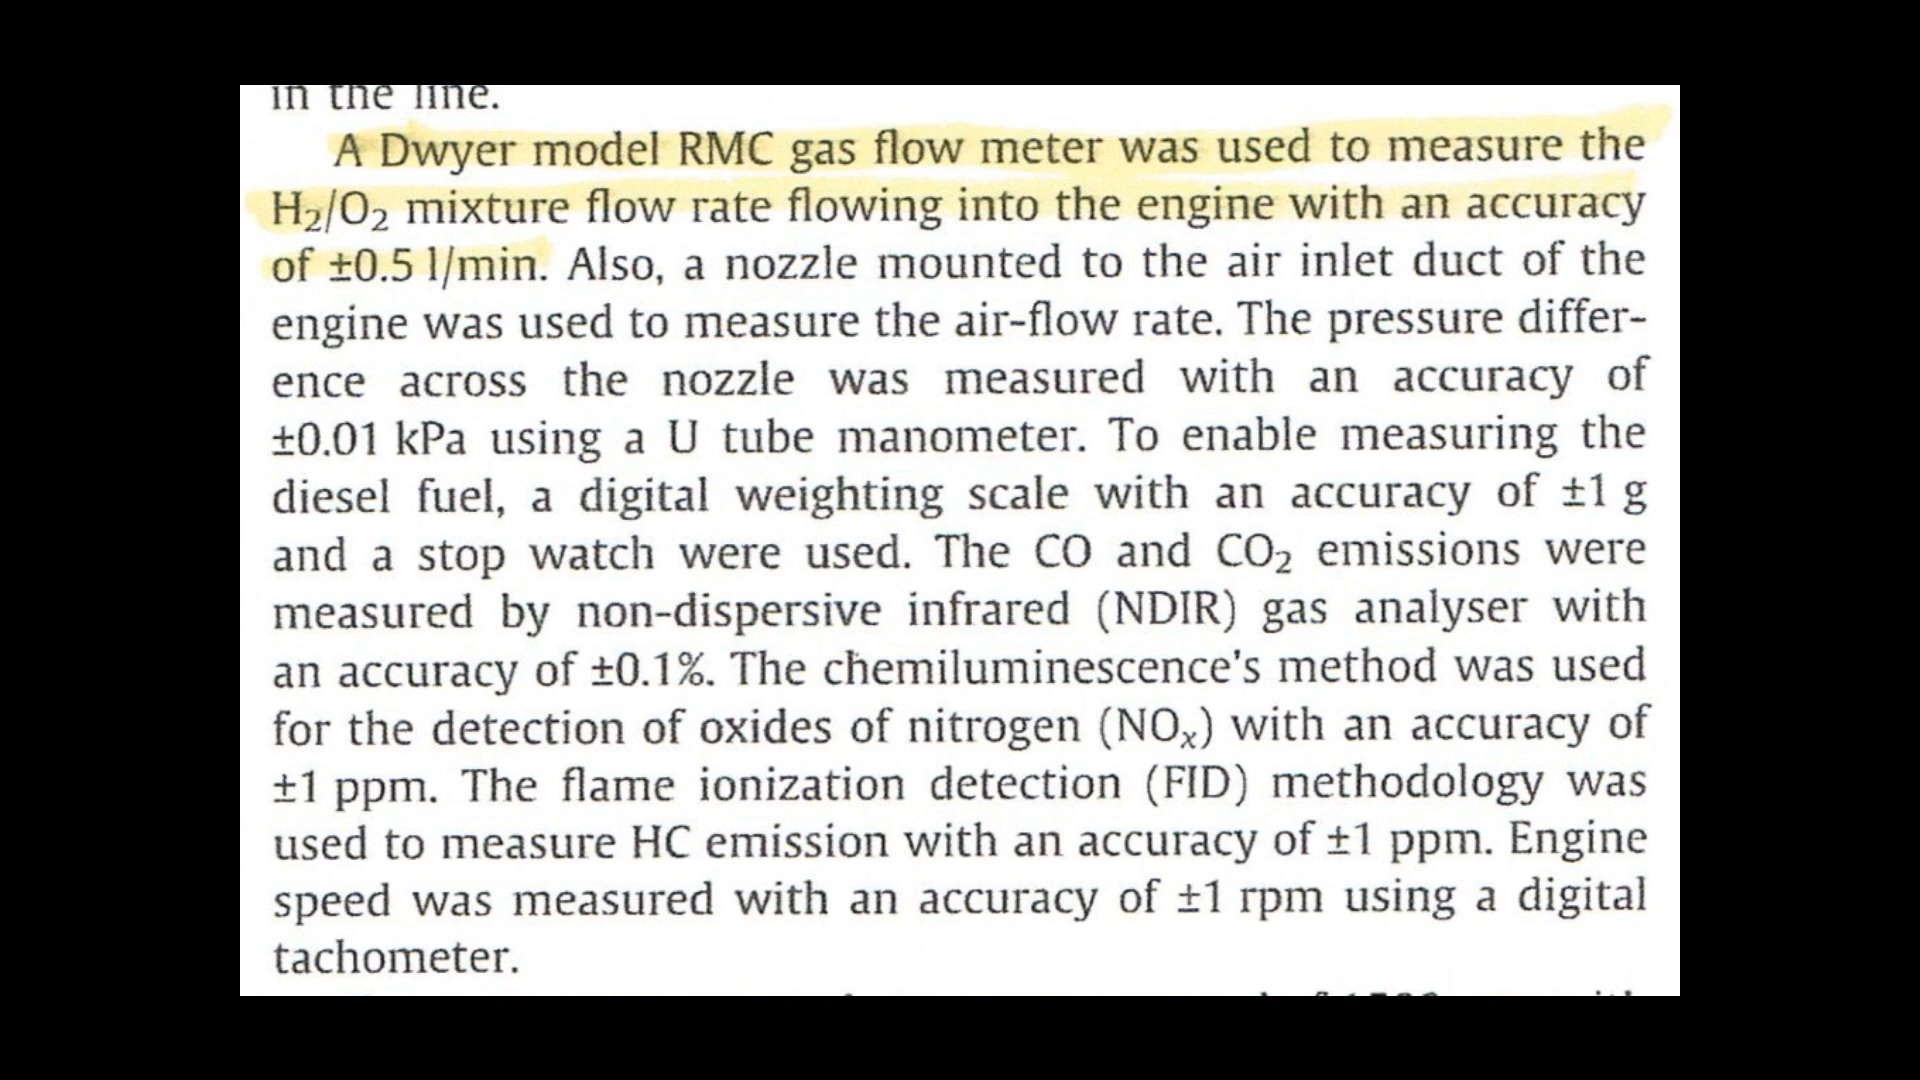 in the line.
A Dwyer model RMC gas flow meter was used to measure the
H₂/O₂ mixture flow rate flowing into the engine with an accuracy
of ±0.5 l/min. Also, a nozzle mounted to the air inlet duct of the
engine was used to measure the air-flow rate. The pressure differ-
ence across the nozzle was measured with an accuracy of
±0.01 kPa using a U tube manometer. To enable measuring the
diesel fuel, a digital weighting scale with an accuracy of ±1 g
and a stop watch were used. The CO and CO₂ emissions were
measured by non-dispersive infrared (NDIR) gas analyser with
an accuracy of ±0.1%. The chemiluminescence's method was used
for the detection of oxides of nitrogen (NOₓ) with an accuracy of
±1 ppm. The flame ionization detection (FID) methodology was
used to measure HC emission with an accuracy of ±1 ppm. Engine
speed was measured with an accuracy of ±1 rpm using a digital
tachometer.